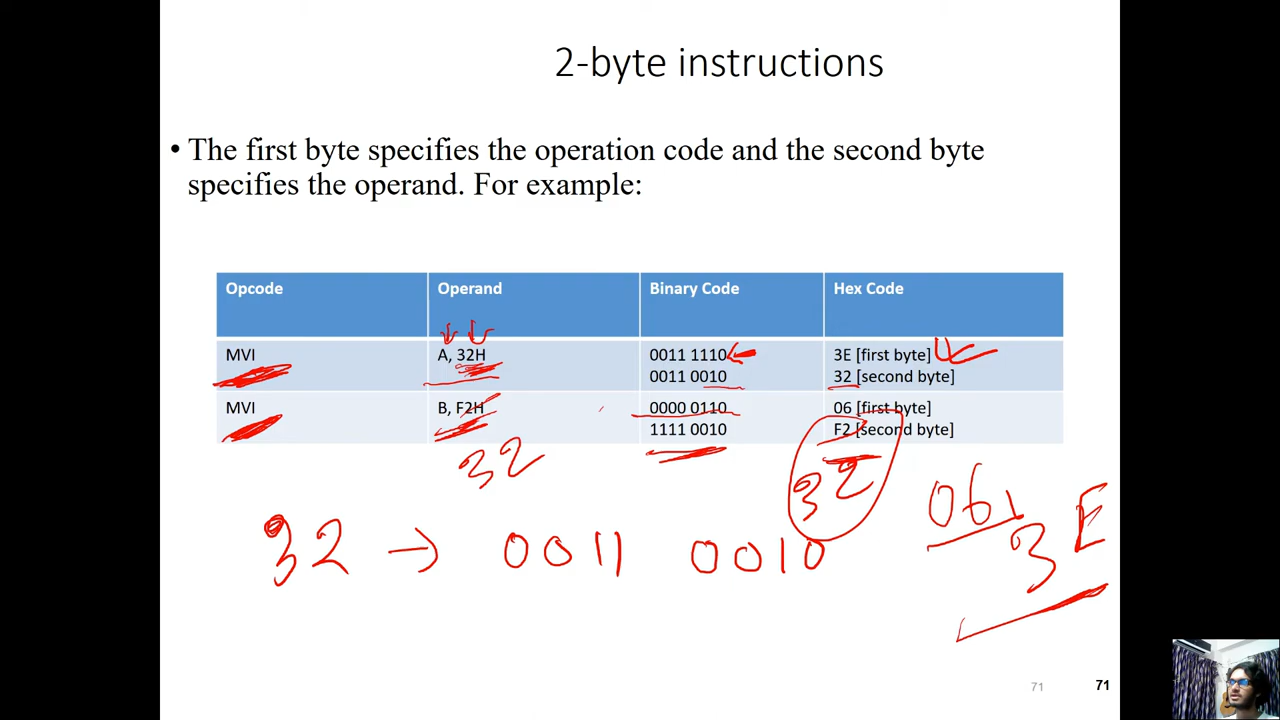 2-byte instructions
• The first byte specifies the operation code and the second byte
specifies the operand. For example:
Opcode Operand Binary Code Hex Code
MVI A, 32H 0011 1110 3E [first byte]
0011 0010 32 [second byte]
MVI B, F2H 0000 0110 06 [first byte]
1111 0010 F2 [second byte]
32
32
06,
3E
32 → 0011 0010
71 71